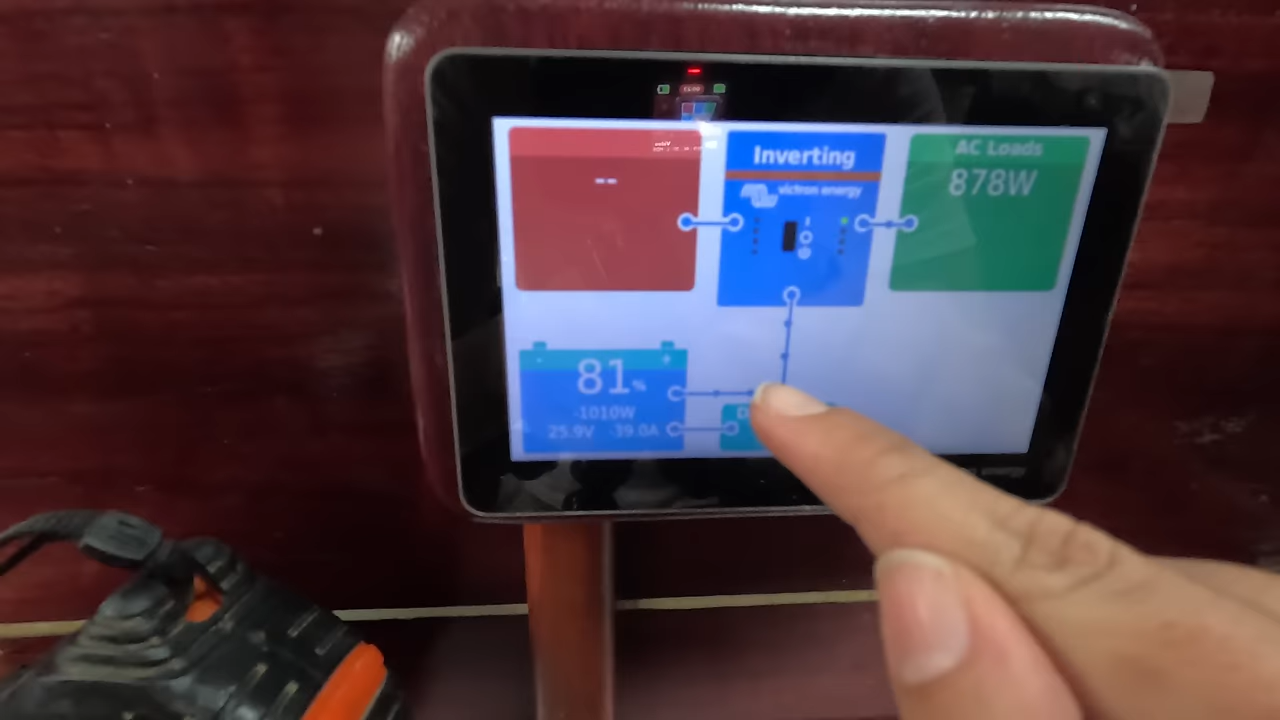 --
Inverting
victron energy
AC Loads
878W
81%
-1010W
25.9V -39.0A